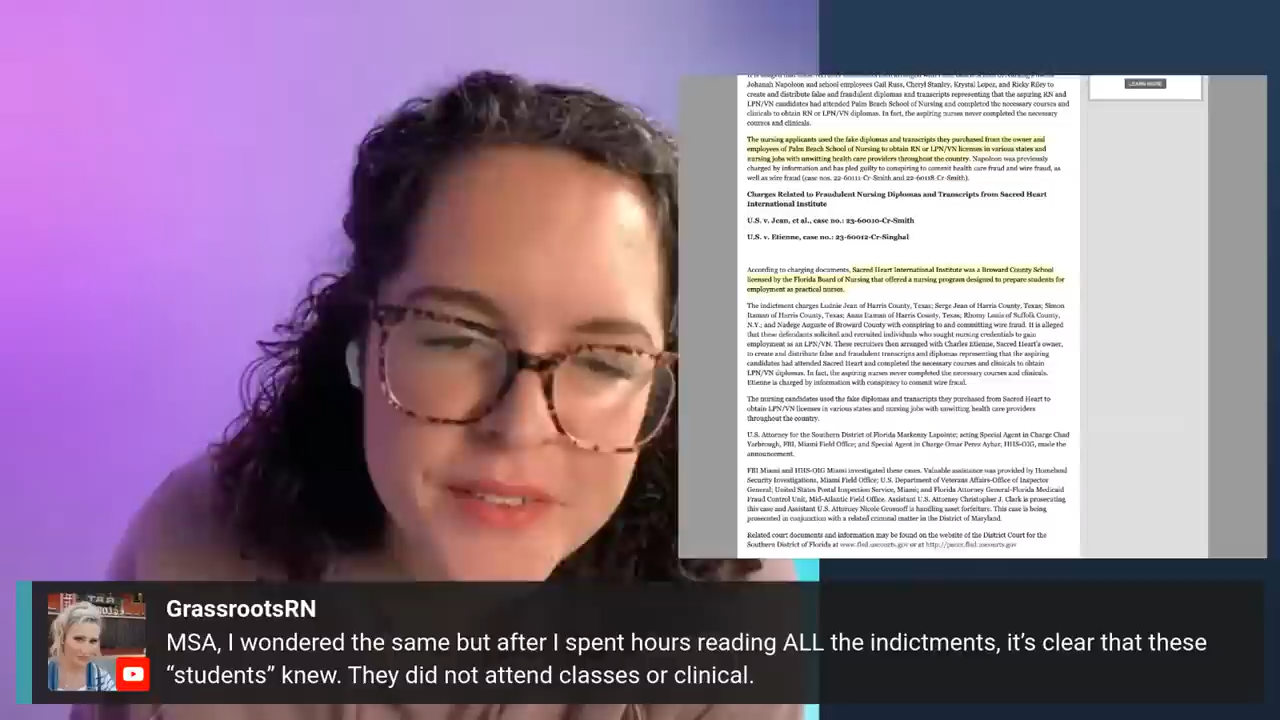 LEARN MORE
Johanah Napoleon and school employees Gail Russ, Cheryl Stanley, Krystal Lopez, and Ricky Riley to
create and distribute false and fraudulent diplomas and transcripts representing that the aspiring RN and
LPN/VN candidates had attended Palm Beach School of Nursing and completed the necessary courses and
clinicals to obtain RN or LPN/VN diplomas. In fact, the aspiring nurses never completed the necessary
courses and clinicals.
The nursing applicants used the fake diplomas and transcripts they purchased from the owner and
employees of Palm Beach School of Nursing to obtain RN or LPN/VN licenses in various states and
nursing jobs with unwitting health care providers throughout the country. Napoleon was previously
charged by information and has pled guilty to conspiring to commit health care fraud and wire fraud, as
well as wire fraud (case nos. 22-60111-Cr-Smith and 22-60118-Cr-Smith).
Charges Related to Fraudulent Nursing Diplomas and Transcripts from Sacred Heart
International Institute
U.S. v. Jean, et al., case no.: 23-60010-Cr-Smith
U.S. v. Etienne, case no.: 23-60012-Cr-Singhal
According to charging documents, Sacred Heart International Institute was a Broward County School
licensed by the Florida Board of Nursing that offered a nursing program designed to prepare students for
employment as practical nurses.
The indictment charges Ludnie Jean of Harris County, Texas; Serge Jean of Harris County, Texas; Simon
Itaman of Harris County, Texas; Anna Itaman of Harris County, Texas; Rhomy Louis of Suffolk County,
N.Y.; and Nadege Auguste of Broward County with conspiring to and committing wire fraud. It is alleged
that these defendants solicited and recruited individuals who sought nursing credentials to gain
employment as an LPN/VN. These recruiters then arranged with Charles Etienne, Sacred Heart's owner,
to create and distribute false and fraudulent transcripts and diplomas representing that the aspiring
candidates had attended Sacred Heart and completed the necessary courses and clinicals to obtain
LPN/VN diplomas. In fact, the aspiring nurses never completed the necessary courses and clinicals.
Etienne is charged by information with conspiracy to commit wire fraud.
The nursing candidates used the fake diplomas and transcripts they purchased from Sacred Heart to
obtain LPN/VN licenses in various states and nursing jobs with unwitting health care providers
throughout the country.
U.S. Attorney for the Southern District of Florida Markenzy Lapointe; acting Special Agent in Charge Chad
Yarbrough, FBI, Miami Field Office; and Special Agent in Charge Omar Perez Aybar, HHS-OIG, made the
announcement.
FBI Miami and HHS-OIG Miami investigated these cases. Valuable assistance was provided by Homeland
Security Investigations, Miami Field Office; U.S. Department of Veterans Affairs-Office of Inspector
General; United States Postal Inspection Service, Miami; and Florida Attorney General-Florida Medicaid
Fraud Control Unit, Mid-Atlantic Field Office. Assistant U.S. Attorney Christopher J. Clark is prosecuting
this case and Assistant U.S. Attorney Nicole Grosnoff is handling asset forfeiture. This case is being
prosecuted in conjunction with a related criminal matter in the District of Maryland.
Related court documents and information may be found on the website of the District Court for the
Southern District of Florida at www.flsd.uscourts.gov or at http://pacer.flsd.uscourts.gov
GrassrootsRN
MSA, I wondered the same but after I spent hours reading ALL the indictments, it’s clear that these
“students” knew. They did not attend classes or clinical.